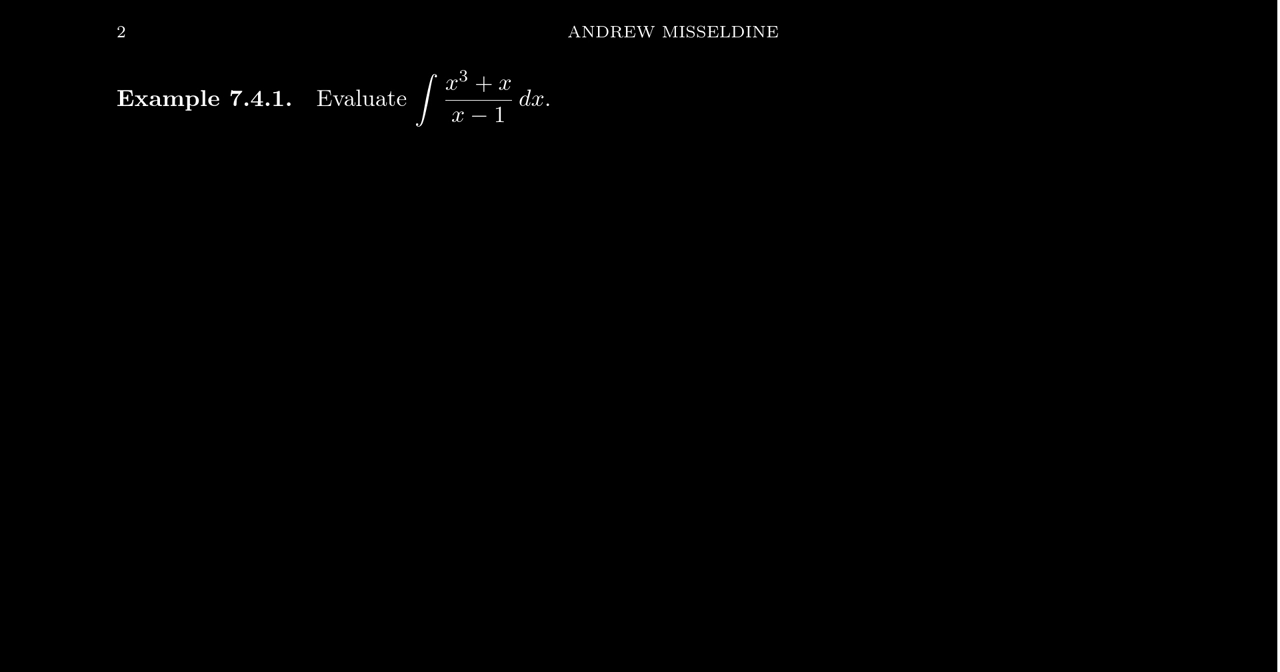 2 ANDREW MISSELDINE
Example 7.4.1. Evaluate ∫ (x³ + x)/(x − 1) dx.